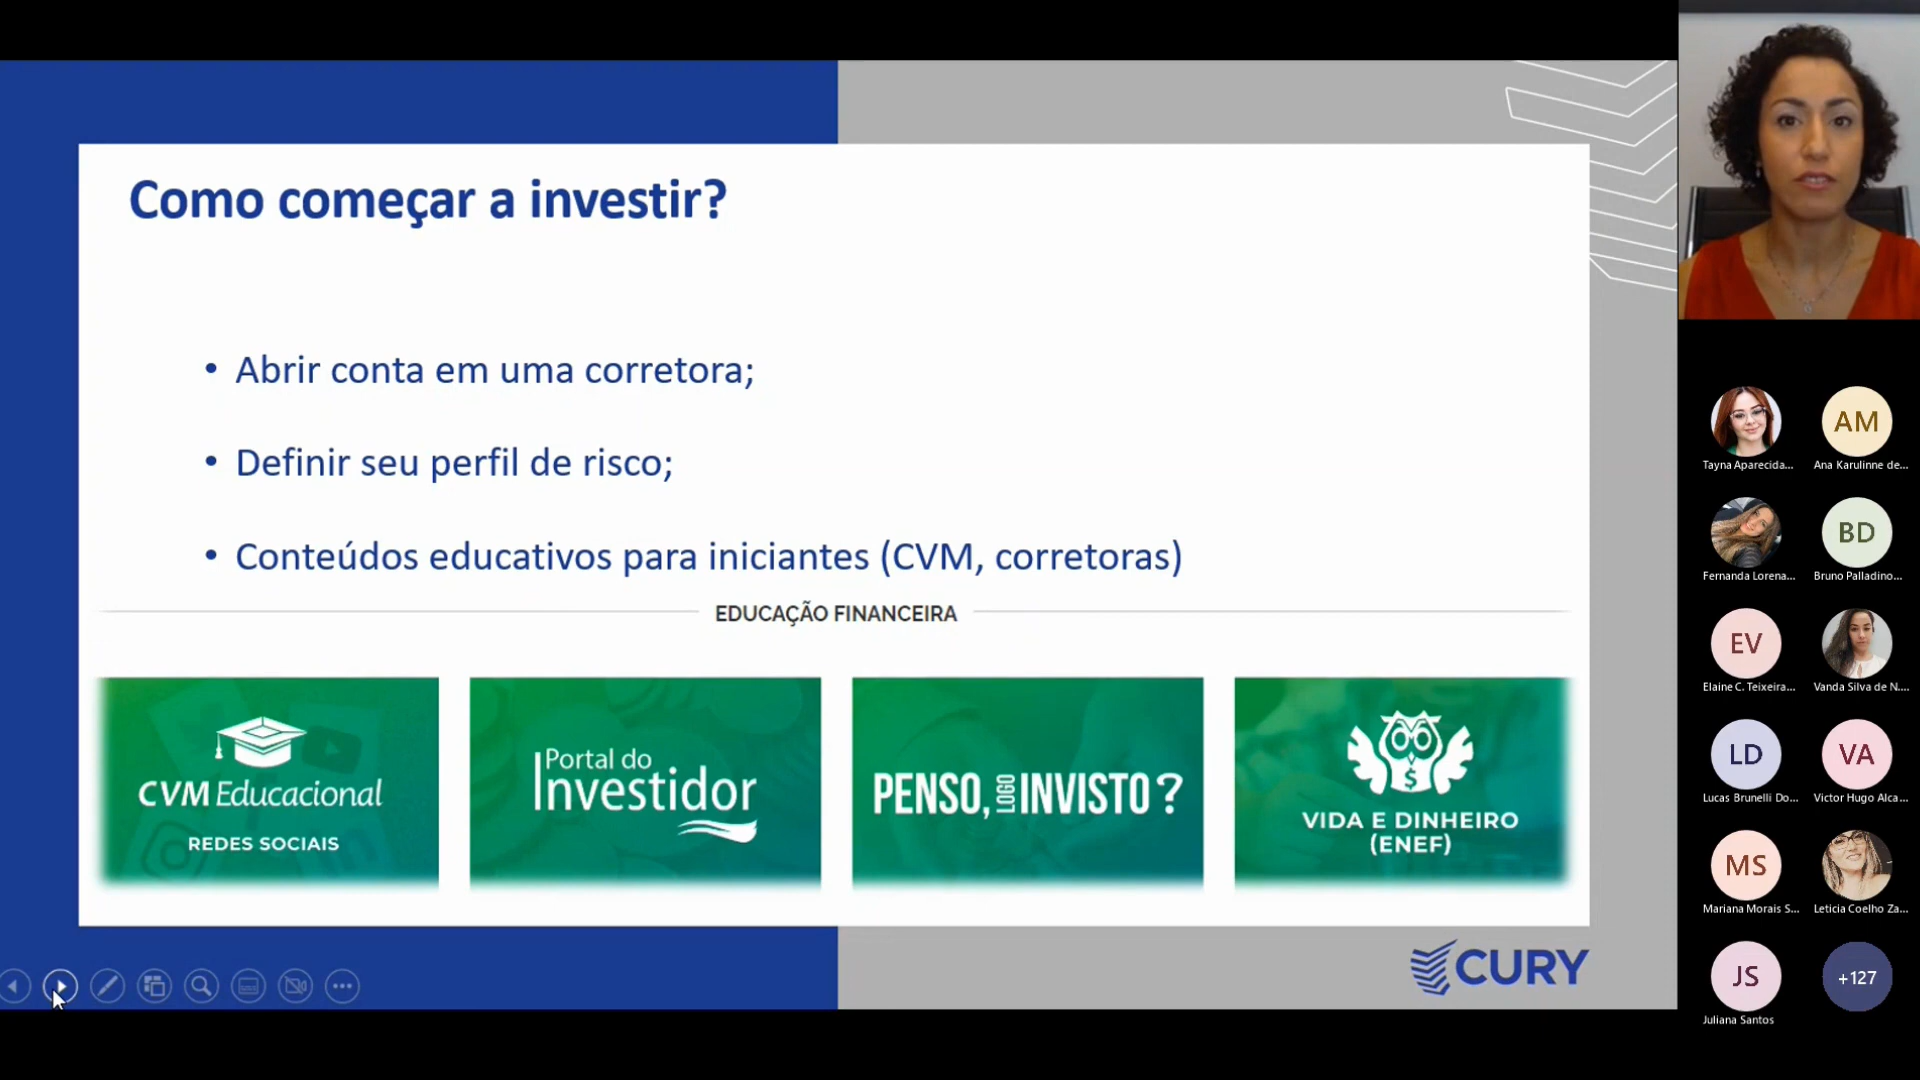 Como começar a investir?
• Abrir conta em uma corretora;
• Definir seu perfil de risco;
• Conteúdos educativos para iniciantes (CVM, corretoras)
EDUCAÇÃO FINANCEIRA
CVM Educacional
REDES SOCIAIS
Portal do
Investidor
PENSO, LOGO INVISTO?
VIDA E DINHEIRO
(ENEF)
CURY
Tayna Aparecida...
AM
Ana Karulinne de...
Fernanda Lorena...
BD
Bruno Palladino...
EV
Elaine C. Teixeira...
Vanda Silva de N...
LD
Lucas Brunelli Do...
VA
Victor Hugo Alca...
MS
Mariana Morais S...
Leticia Coelho Za...
JS
Juliana Santos
+127